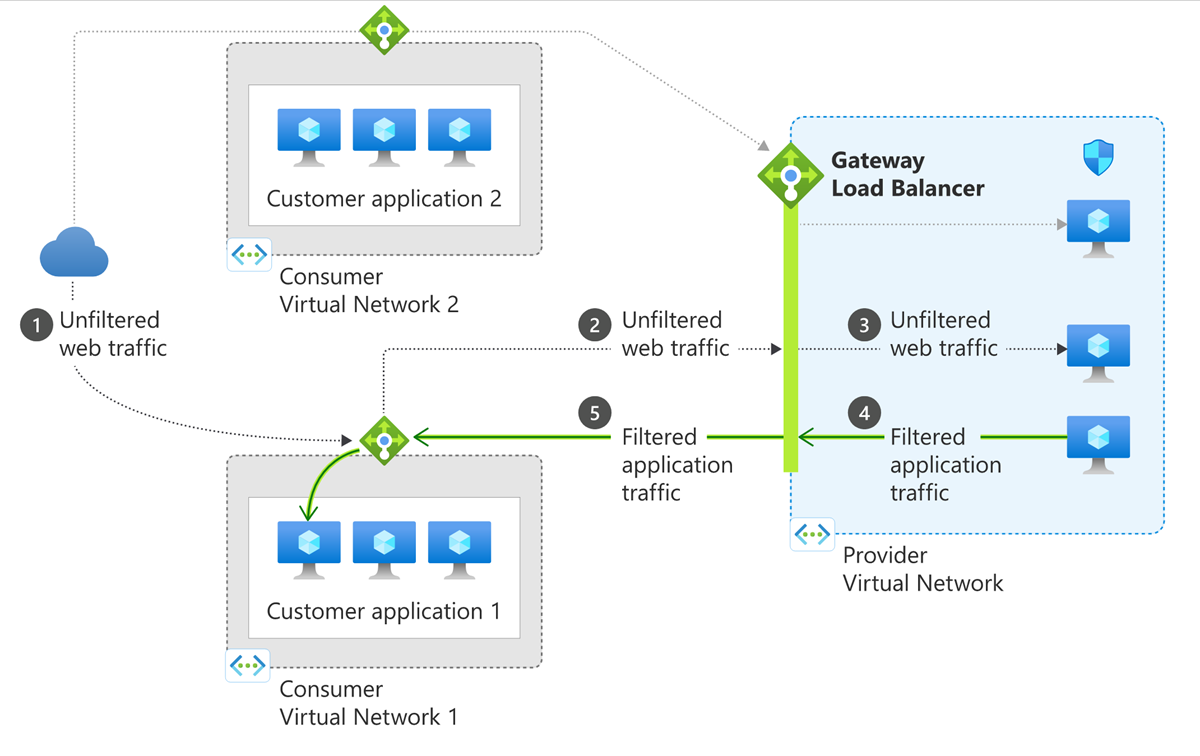 Gateway
Load Balancer
Customer application 2
Consumer
Virtual Network 2
1
Unfiltered
web traffic
2
Unfiltered
web traffic
3
Unfiltered
web traffic
5
Filtered
application
traffic
4
Filtered
application
traffic
Customer application 1
Consumer
Virtual Network 1
Provider
Virtual Network